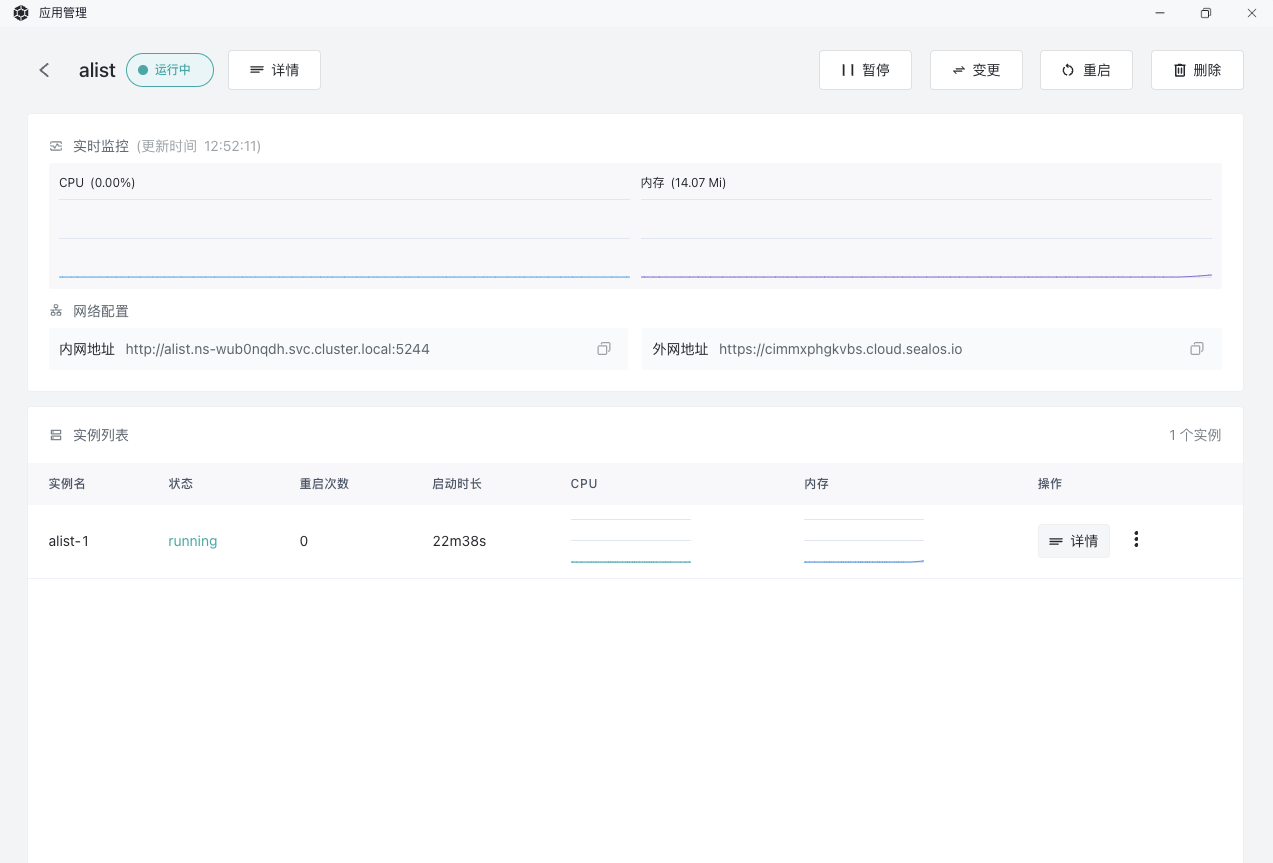 应用管理
alist 运行中 详情 暂停 变更 重启 删除
实时监控 (更新时间 12:52:11)
CPU (0.00%) 内存 (14.07 Mi)
网络配置
内网地址 http://alist.ns-wub0nqdh.svc.cluster.local:5244 外网地址 https://cimmxphgkvbs.cloud.sealos.io
实例列表 1 个实例
实例名 状态 重启次数 启动时长 CPU 内存 操作
alist-1 running 0 22m38s 详情